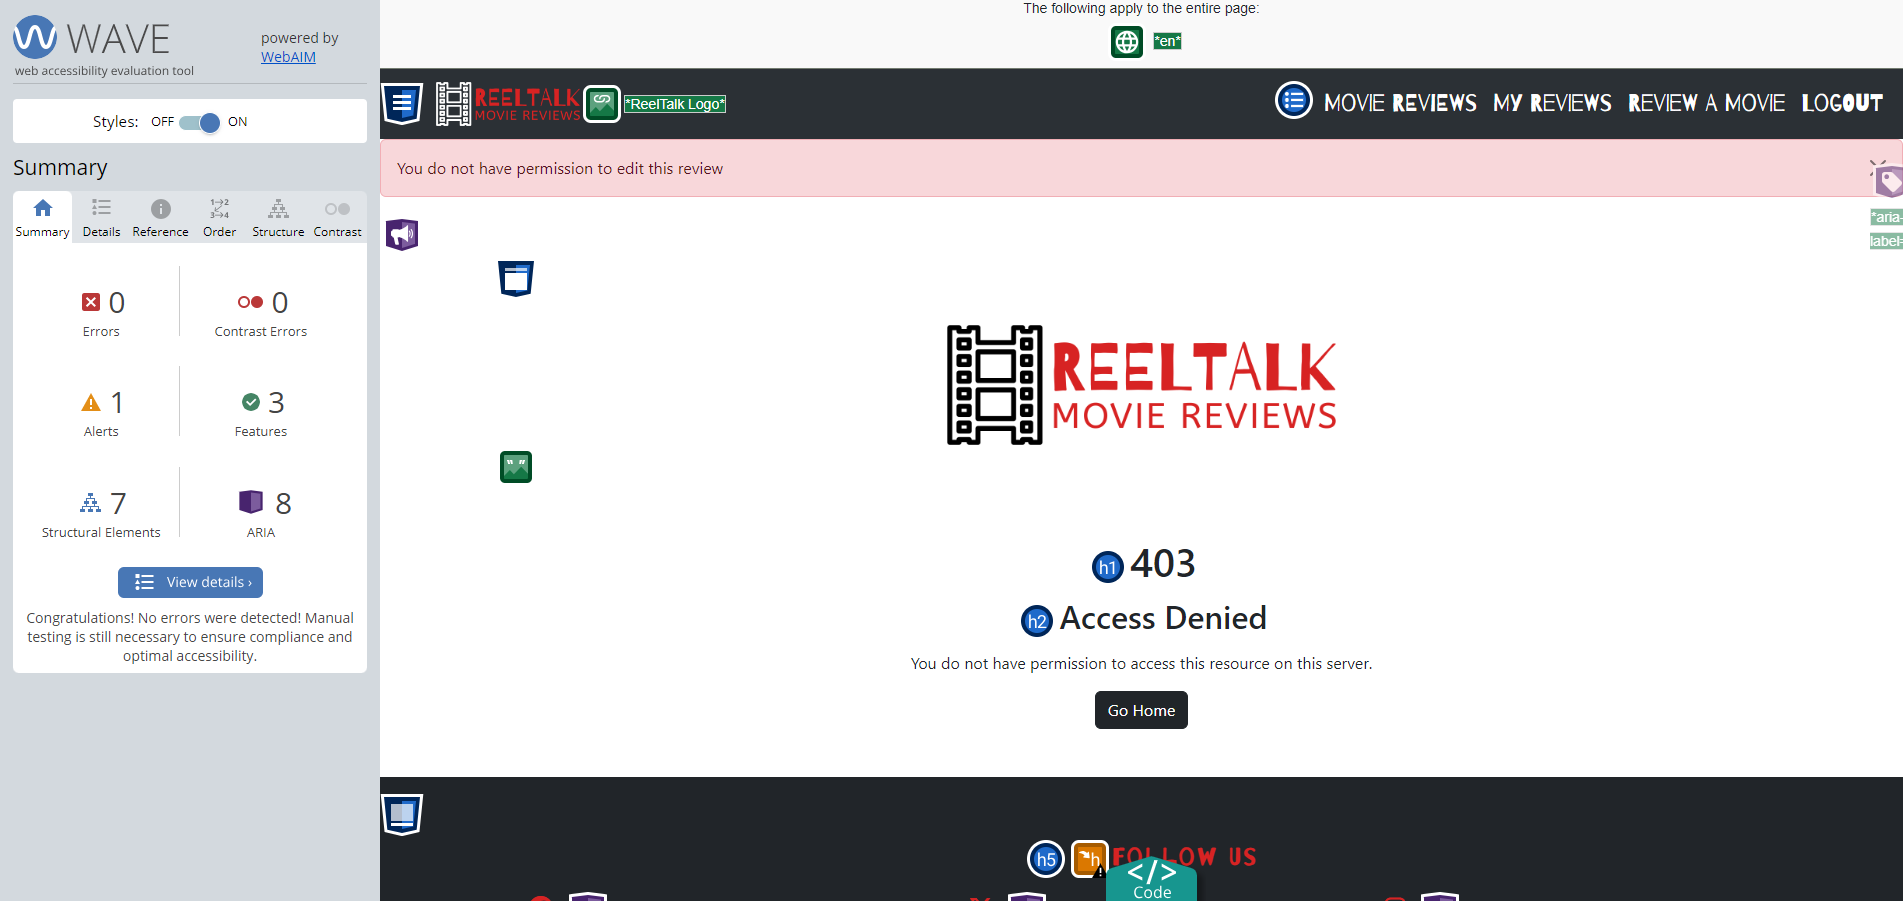 WAVE
powered by
WebAIM
web accessibility evaluation tool
Styles: OFF ON
Summary
1 2
3 4
Summary Details Reference Order Structure Contrast
0 0
Errors Contrast Errors
1 3
Alerts Features
7 8
Structural Elements ARIA
View details ›
Congratulations! No errors were detected! Manual
testing is still necessary to ensure compliance and
optimal accessibility.
The following apply to the entire page:
*en*
REELTALK
MOVIE REVIEWS
*ReelTalk Logo*
MOVIE REVIEWS MY REVIEWS REVIEW A MOVIE LOGOUT
You do not have permission to edit this review
*aria-
label=
REELTALK
MOVIE REVIEWS
h1 403
h2 Access Denied
You do not have permission to access this resource on this server.
Go Home
h5 h FOLLOW US
</>
Code